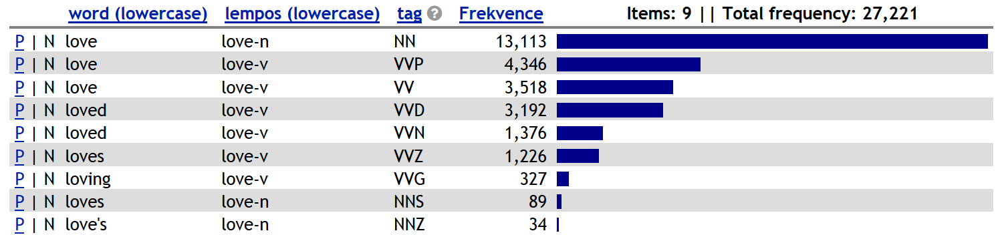 word (lowercase) lempos (lowercase) tag ? Frekvence Items: 9 || Total frequency: 27,221
P | N love love-n NN 13,113
P | N love love-v VVP 4,346
P | N love love-v VV 3,518
P | N loved love-v VVD 3,192
P | N loved love-v VVN 1,376
P | N loves love-v VVZ 1,226
P | N loving love-v VVG 327
P | N loves love-n NNS 89
P | N love's love-n NNZ 34